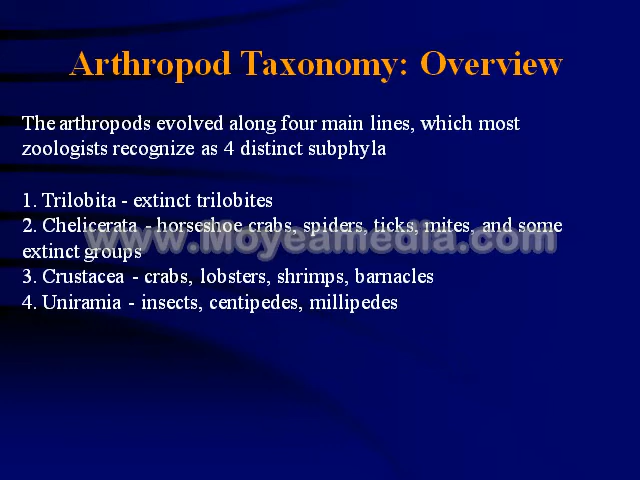 Arthropod Taxonomy: Overview
The arthropods evolved along four main lines, which most
zoologists recognize as 4 distinct subphyla
1. Trilobita - extinct trilobites
2. Chelicerata - horseshoe crabs, spiders, ticks, mites, and some
www.Moyeamedia.com
extinct groups
3. Crustacea - crabs, lobsters, shrimps, barnacles
4. Uniramia - insects, centipedes, millipedes